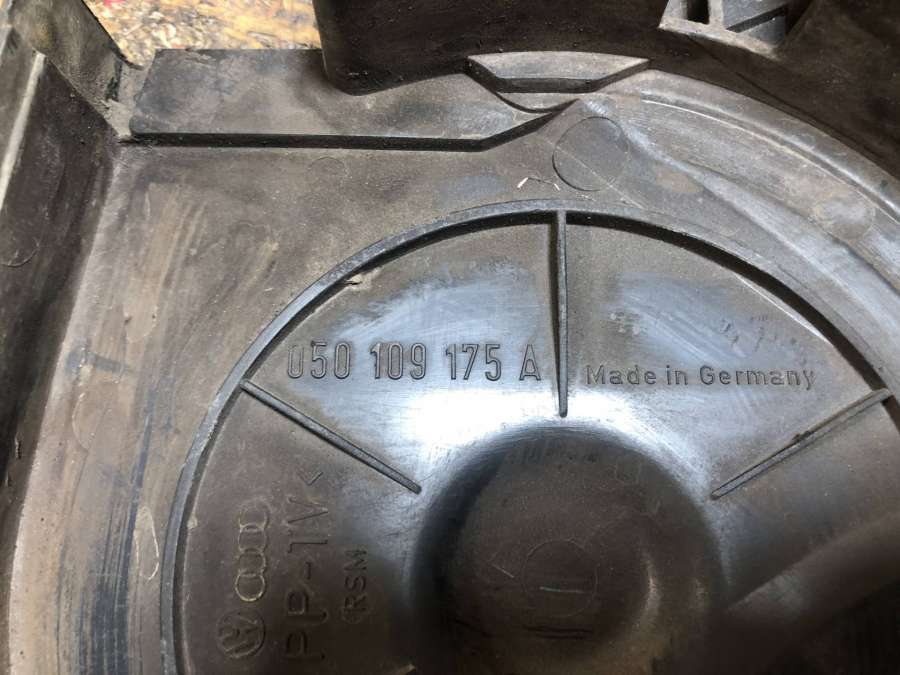 050 109 175 A
Made in Germany
PP-TV<
RSM